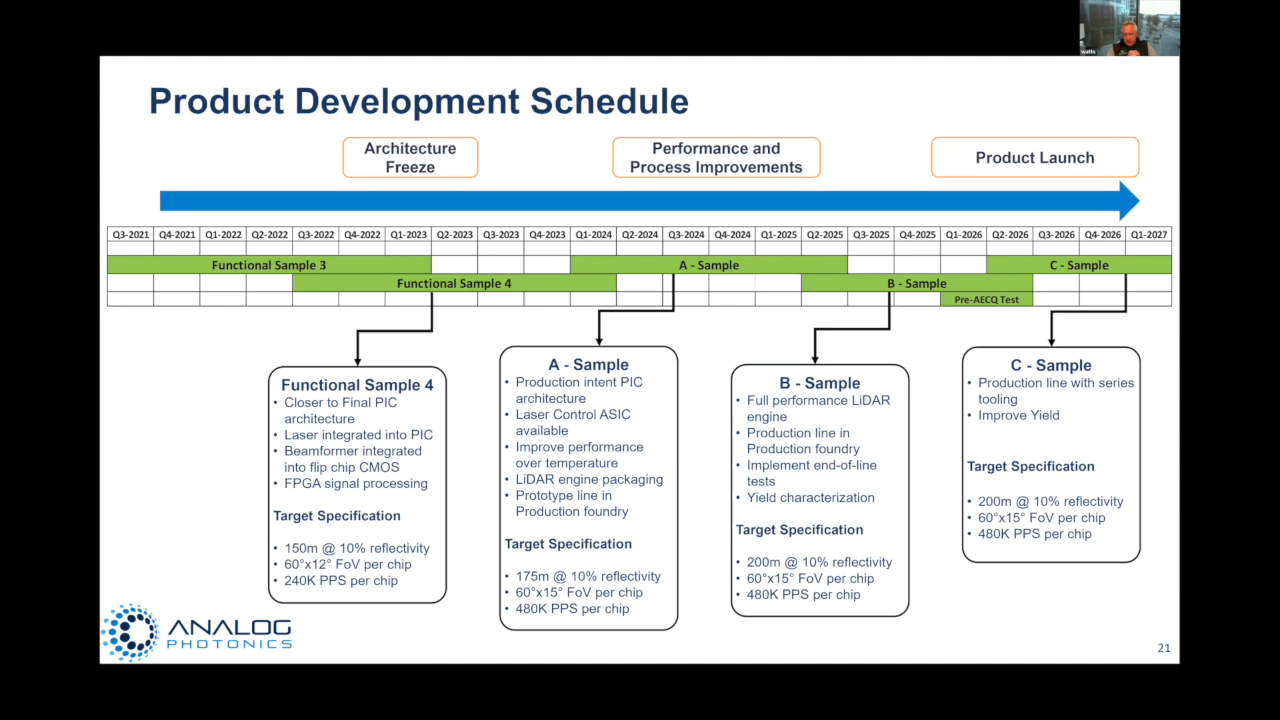 watts
Product Development Schedule
Architecture
Freeze
Performance and
Process Improvements
Product Launch
Q3-2021 Q4-2021 Q1-2022 Q2-2022 Q3-2022 Q4-2022 Q1-2023 Q2-2023 Q3-2023 Q4-2023 Q1-2024 Q2-2024 Q3-2024 Q4-2024 Q1-2025 Q2-2025 Q3-2025 Q4-2025 Q1-2026 Q2-2026 Q3-2026 Q4-2026 Q1-2027
Functional Sample 3 A - Sample C - Sample
Functional Sample 4 B - Sample
Pre-AECQ Test
Functional Sample 4
• Closer to Final PIC
architecture
• Laser integrated into PIC
• Beamformer integrated
into flip chip CMOS
• FPGA signal processing
Target Specification
• 150m @ 10% reflectivity
• 60°x12° FoV per chip
• 240K PPS per chip
A - Sample
• Production intent PIC
architecture
• Laser Control ASIC
available
• Improve performance
over temperature
• LiDAR engine packaging
• Prototype line in
Production foundry
Target Specification
• 175m @ 10% reflectivity
• 60°x15° FoV per chip
• 480K PPS per chip
B - Sample
• Full performance LiDAR
engine
• Production line in
Production foundry
• Implement end-of-line
tests
• Yield characterization
Target Specification
• 200m @ 10% reflectivity
• 60°x15° FoV per chip
• 480K PPS per chip
C - Sample
• Production line with series
tooling
• Improve Yield
Target Specification
• 200m @ 10% reflectivity
• 60°x15° FoV per chip
• 480K PPS per chip
ANALOG
PHOTONICS
21